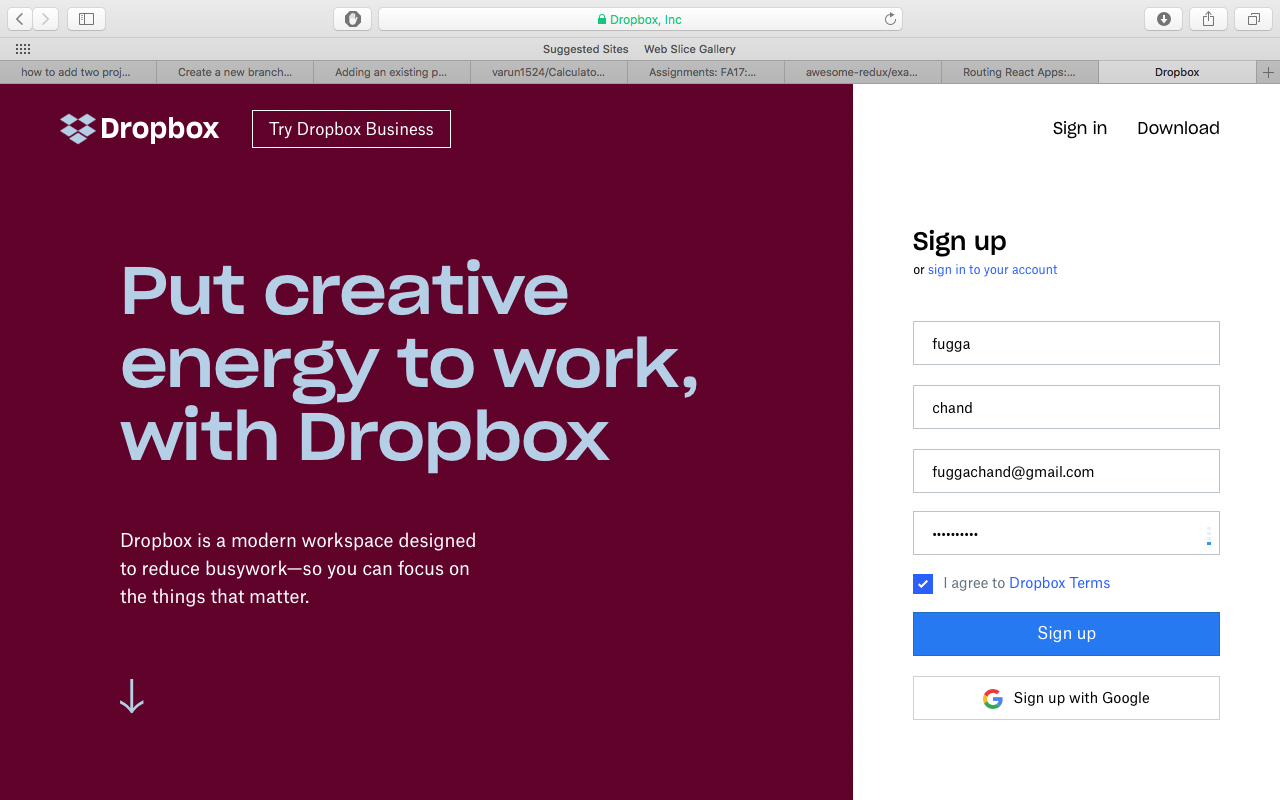 Dropbox, Inc
Suggested Sites Web Slice Gallery
how to add two proj...
Create a new branch...
Adding an existing p...
varun1524/Calculato...
Assignments: FA17:...
awesome-redux/exa...
Routing React Apps:...
Dropbox
Dropbox
Try Dropbox Business
Sign in
Download
Put creative
energy to work,
with Dropbox
Dropbox is a modern workspace designed
to reduce busywork—so you can focus on
the things that matter.
Sign up
or sign in to your account
fugga
chand
fuggachand@gmail.com
••••••••••
I agree to Dropbox Terms
Sign up
Sign up with Google